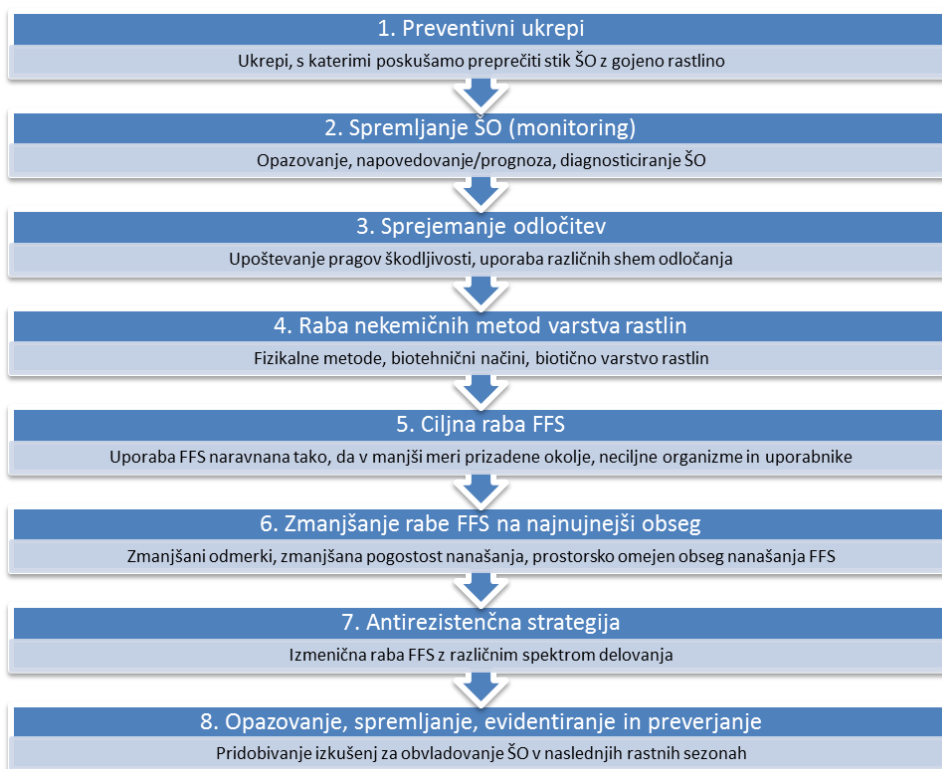 1. Preventivni ukrepi
Ukrepi, s katerimi poskušamo preprečiti stik ŠO z gojeno rastlino
2. Spremljanje ŠO (monitoring)
Opazovanje, napovedovanje/prognoza, diagnosticiranje ŠO
3. Sprejemanje odločitev
Upoštevanje pragov škodljivosti, uporaba različnih shem odločanja
4. Raba nekemičnih metod varstva rastlin
Fizikalne metode, biotehnični načini, biotično varstvo rastlin
5. Ciljna raba FFS
Uporaba FFS naravnana tako, da v manjši meri prizadene okolje, neciljne organizme in uporabnike
6. Zmanjšanje rabe FFS na najnujnejši obseg
Zmanjšani odmerki, zmanjšana pogostost nanašanja, prostorsko omejen obseg nanašanja FFS
7. Antirezistenčna strategija
Izmenična raba FFS z različnim spektrom delovanja
8. Opazovanje, spremljanje, evidentiranje in preverjanje
Pridobivanje izkušenj za obvladovanje ŠO v naslednjih rastnih sezonah